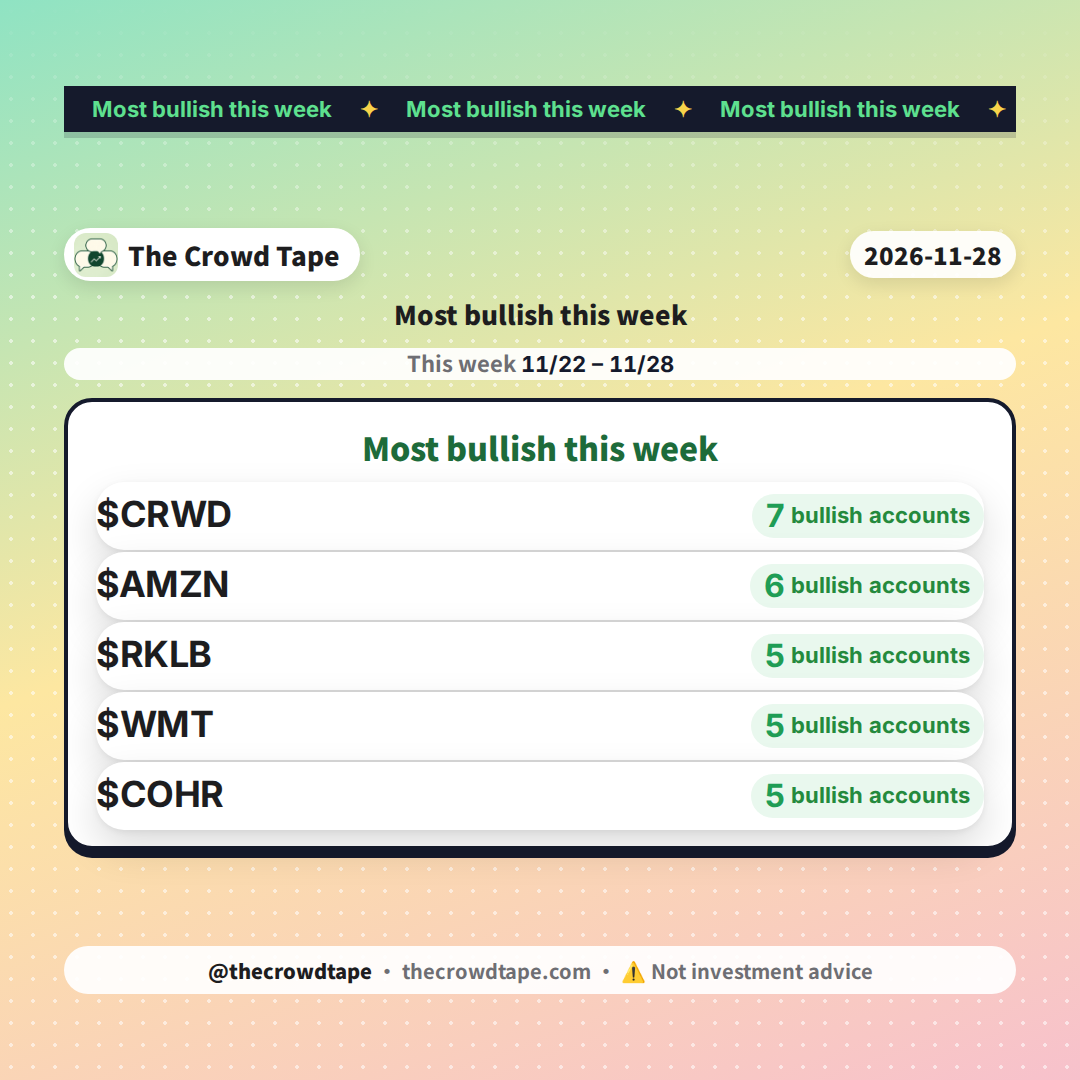 Most bullish this week ✦ Most bullish this week ✦ Most bullish this week ✦
The Crowd Tape
2026-11-28
Most bullish this week
This week 11/22 – 11/28
Most bullish this week
$CRWD 7 bullish accounts
$AMZN 6 bullish accounts
$RKLB 5 bullish accounts
$WMT 5 bullish accounts
$COHR 5 bullish accounts
@thecrowdtape • thecrowdtape.com • ⚠️ Not investment advice